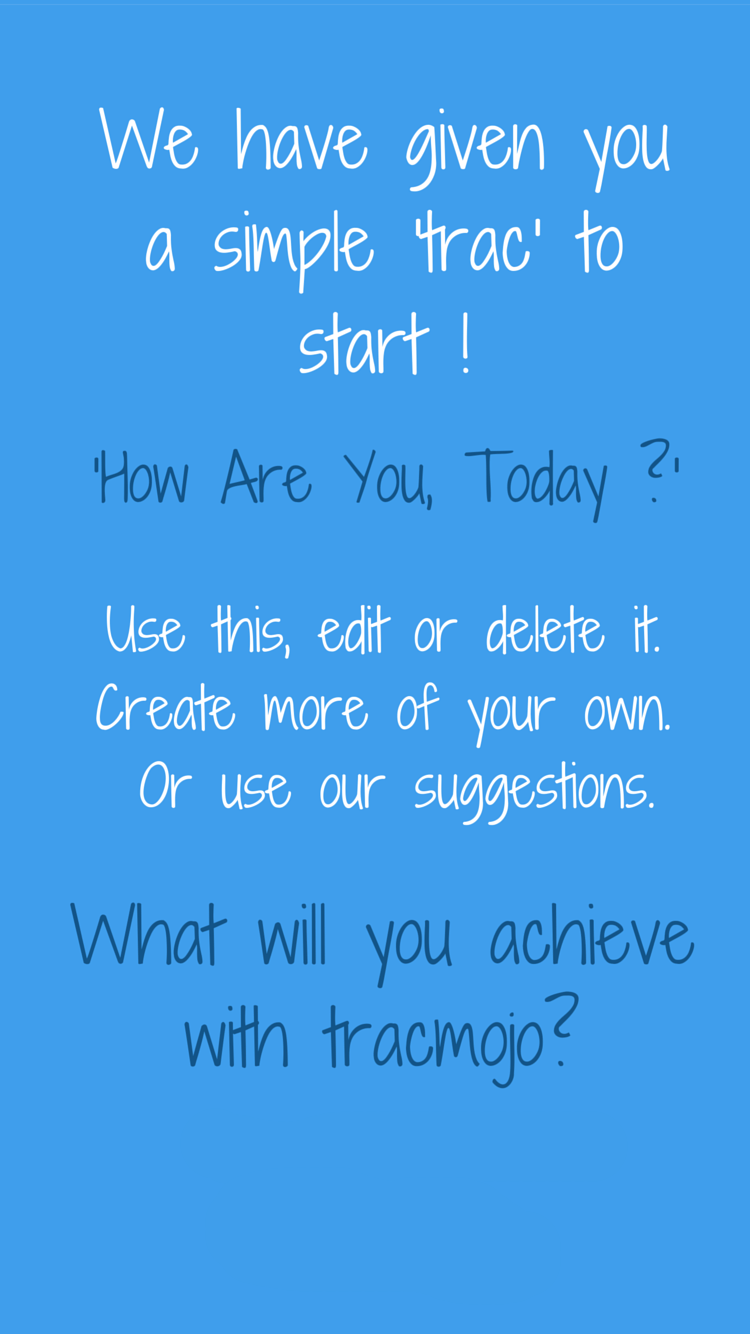 We have given you
a simple 'trac' to
start !
'How Are You, Today ?'
Use this, edit or delete it.
Create more of your own.
Or use our suggestions.
What will you achieve
with tracmojo?